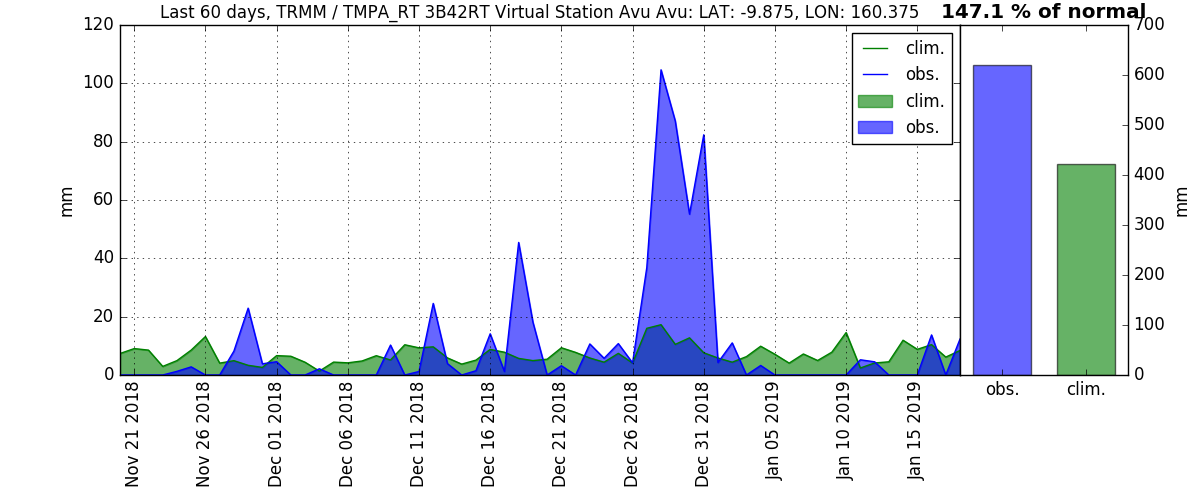 Last 60 days, TRMM / TMPA_RT 3B42RT Virtual Station Avu Avu: LAT: -9.875, LON: 160.375
147.1 % of normal
120
100
80
60
40
20
0
mm
clim.
obs.
clim.
obs.
700
600
500
400
300
200
100
0
mm
Nov 21 2018
Nov 26 2018
Dec 01 2018
Dec 06 2018
Dec 11 2018
Dec 16 2018
Dec 21 2018
Dec 26 2018
Dec 31 2018
Jan 05 2019
Jan 10 2019
Jan 15 2019
obs.
clim.